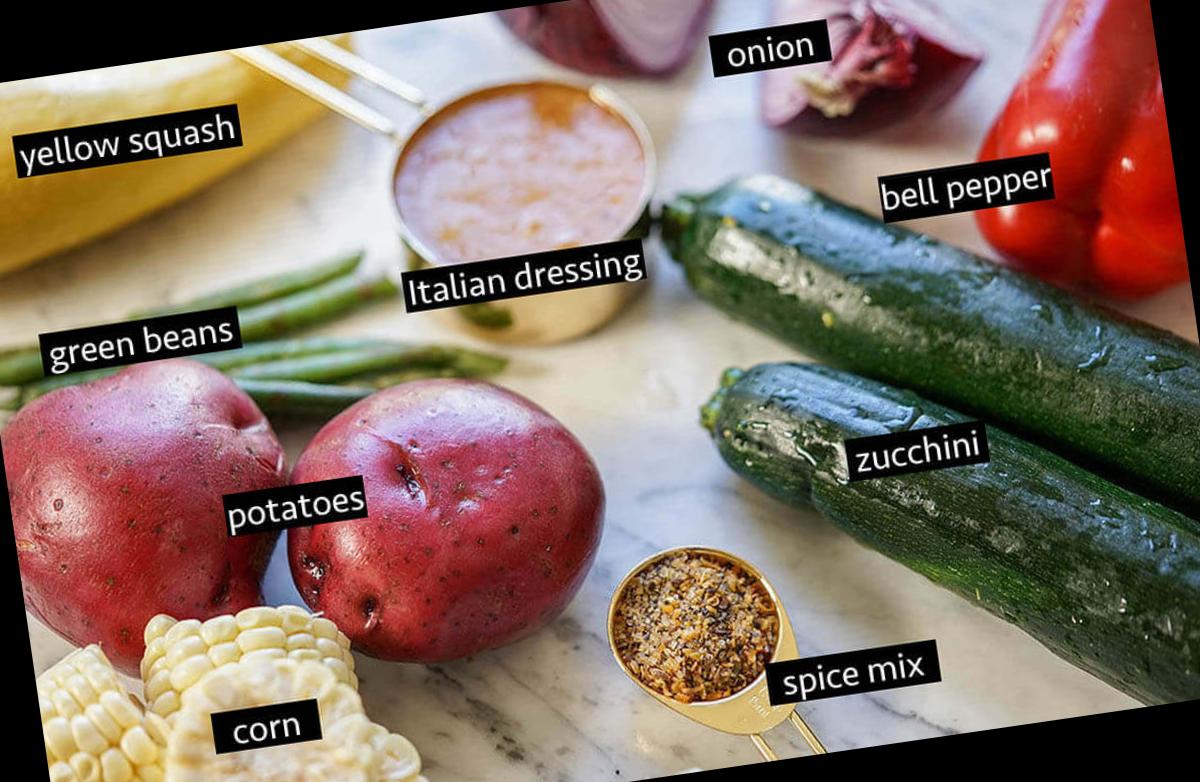 onion
yellow squash
bell pepper
Italian dressing
green beans
zucchini
potatoes
spice mix
corn